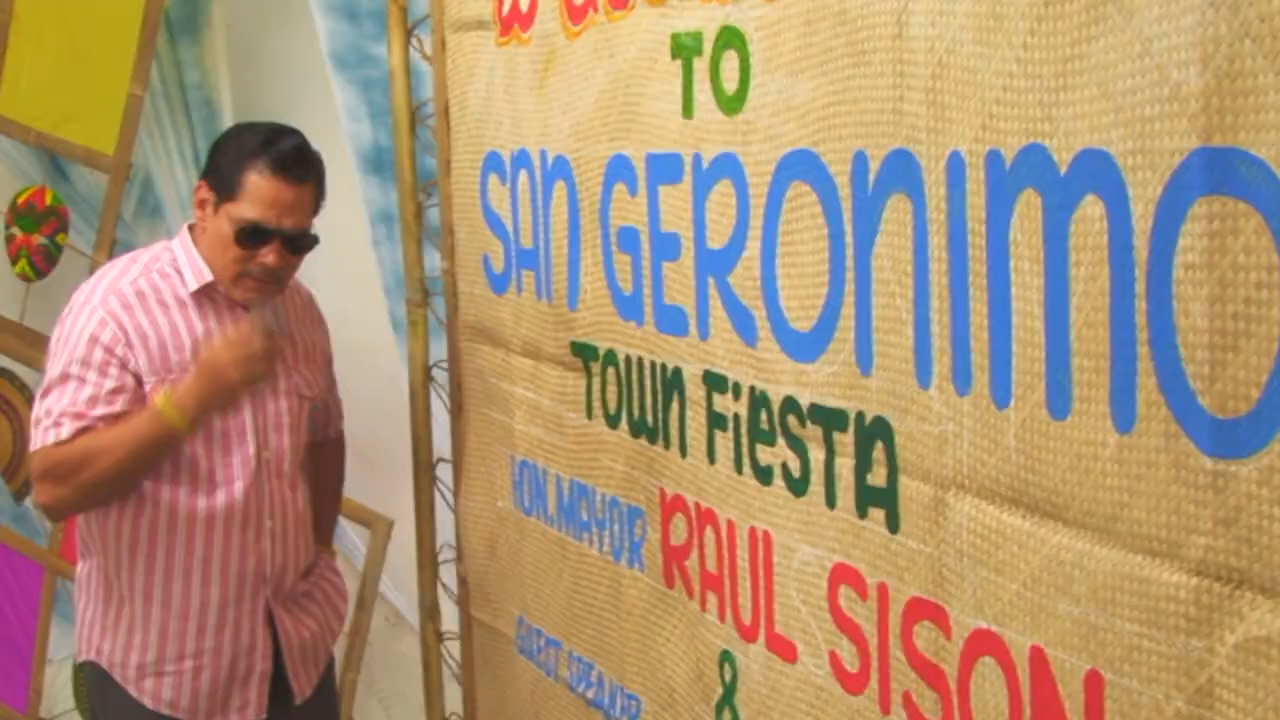 TO
SAN GERONIMO
TOWN FiESTA
HON. MAYOR RAUL SISON
&
GUEST SPEAKER